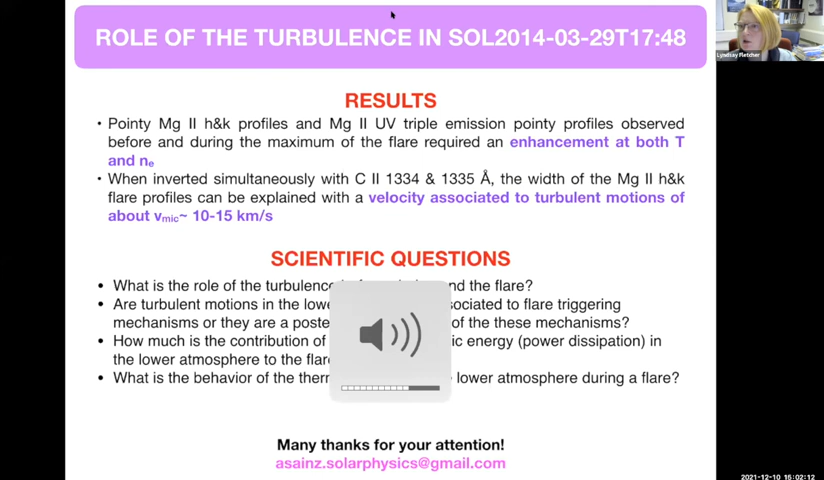 ROLE OF THE TURBULENCE IN SOL2014-03-29T17:48
Lyndsay Fletcher
RESULTS
• Pointy Mg II h&k profiles and Mg II UV triple emission pointy profiles observed
before and during the maximum of the flare required an enhancement at both T
and nₑ
• When inverted simultaneously with C II 1334 & 1335 Å, the width of the Mg II h&k
flare profiles can be explained with a velocity associated to turbulent motions of
about vmic~ 10-15 km/s
SCIENTIFIC QUESTIONS
• What is the role of the turbulence nd the flare?
• Are turbulent motions in the lowe sociated to flare triggering
mechanisms or they are a poste of the these mechanisms?
• How much is the contribution of ic energy (power dissipation) in
the lower atmosphere to the flar
• What is the behavior of the therm lower atmosphere during a flare?
Many thanks for your attention!
asainz.solarphysics@gmail.com
2021-12-10 16:02:12